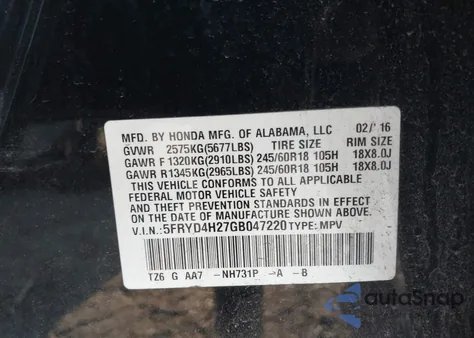 MFD. BY HONDA MFG. OF ALABAMA, LLC 02/'16
GVWR 2575KG(5677LBS) TIRE SIZE RIM SIZE
GAWR F 1320KG(2910LBS) 245/60R18 105H 18X8.0J
GAWR R1345KG(2965LBS) 245/60R18 105H 18X8.0J
THIS VEHICLE CONFORMS TO ALL APPLICABLE
FEDERAL MOTOR VEHICLE SAFETY
AND THEFT PREVENTION STANDARDS IN EFFECT
ON THE DATE OF MANUFACTURE SHOWN ABOVE.
V.I.N.: 5FRYD4H27GB047220 TYPE: MPV
TZ6 G AA7 -NH731P ->A -B
autoSnap